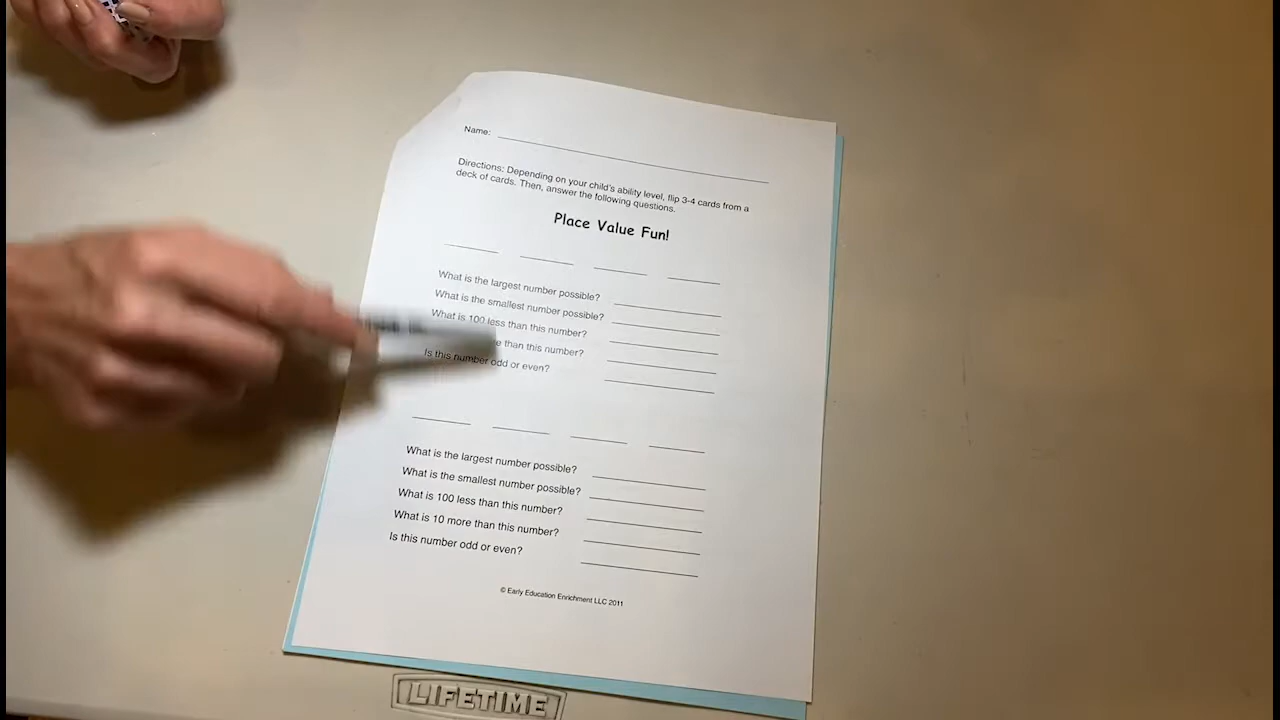 Name:
Directions: Depending on your child's ability level, flip 3-4 cards from a
deck of cards. Then, answer the following questions.
Place Value Fun!
What is the largest number possible?
What is the smallest number possible?
What is 100 less than this number?
than this number?
Is this number odd or even?
What is the largest number possible?
What is the smallest number possible?
What is 100 less than this number?
What is 10 more than this number?
Is this number odd or even?
© Early Education Enrichment LLC 2011
LIFETIME